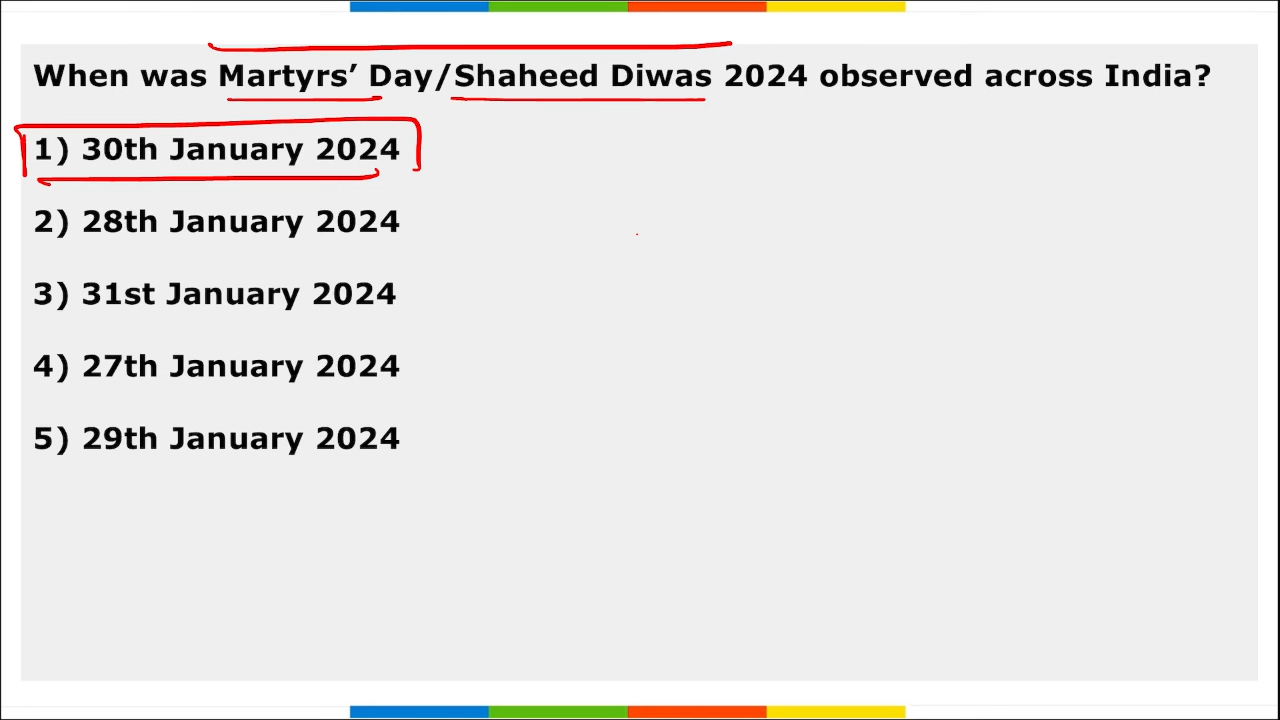 When was Martyrs’ Day/Shaheed Diwas 2024 observed across India?
1) 30th January 2024
2) 28th January 2024
3) 31st January 2024
4) 27th January 2024
5) 29th January 2024